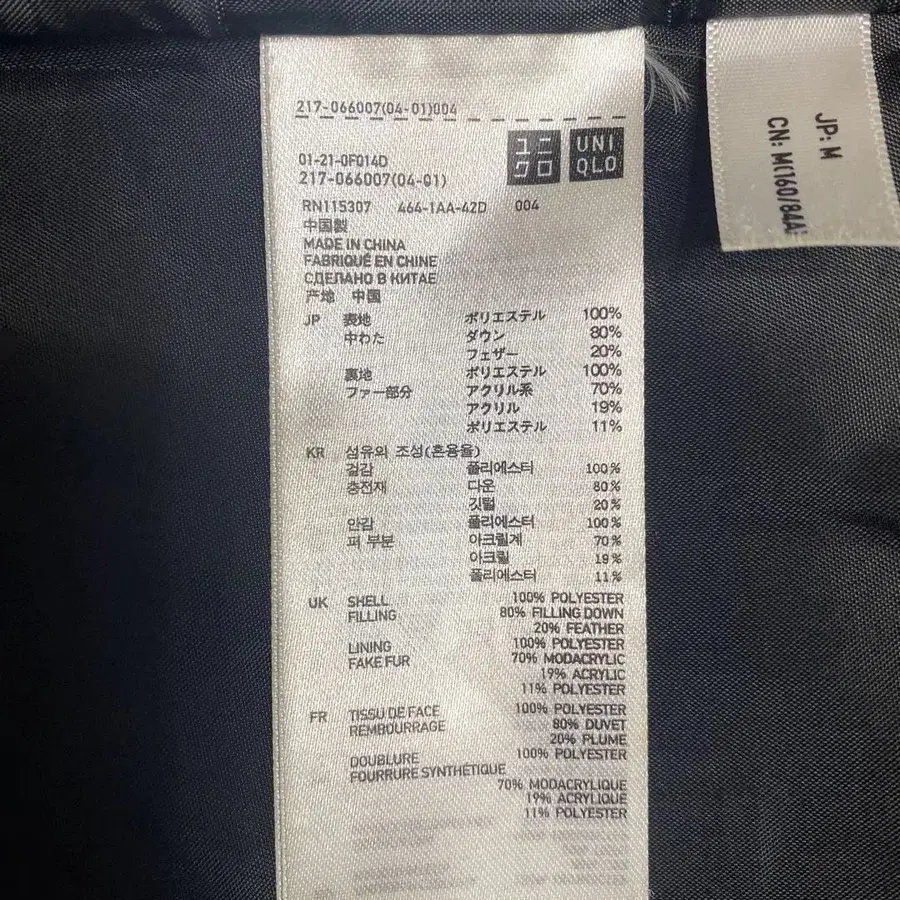 217-066007(04-01)004
ユニ
クロ
UNI
QLO
01-21-0F014D
217-066007(04-01)
RN115307 464-1AA-42D 004
中国製
MADE IN CHINA
FABRIQUÉ EN CHINE
СДЕЛАНО В КИТАЕ
产地 中国
JP 表地 ポリエステル 100%
中わた ダウン 80%
フェザー 20%
裏地 ポリエステル 100%
ファー部分 アクリル系 70%
アクリル 19%
ポリエステル 11%
KR 섬유의 조성(혼용율)
겉감 폴리에스터 100%
충전재 다운 80%
깃털 20%
안감 폴리에스터 100%
퍼 부분 아크릴계 70%
아크릴 19%
폴리에스터 11%
UK SHELL 100% POLYESTER
FILLING 80% FILLING DOWN
20% FEATHER
LINING 100% POLYESTER
FAKE FUR 70% MODACRYLIC
19% ACRYLIC
11% POLYESTER
FR TISSU DE FACE 100% POLYESTER
REMBOURRAGE 80% DUVET
20% PLUME
DOUBLURE 100% POLYESTER
FOURRURE SYNTHÉTIQUE
70% MODACRYLIQUE
19% ACRYLIQUE
11% POLYESTER
JP: M
CN: M(160/84A